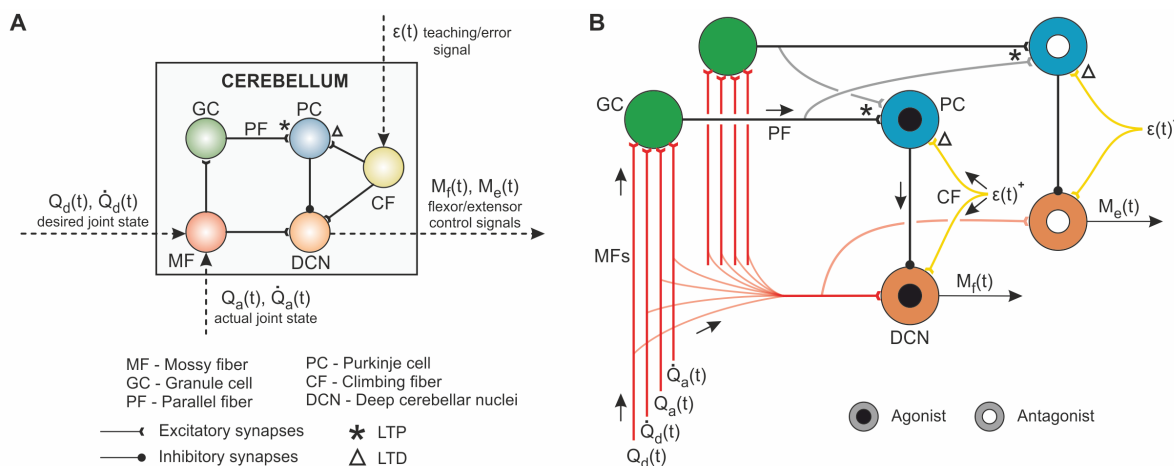 A
ε(t) teaching/error
signal
CEREBELLUM
GC
PC
PF
*
Δ
CF
Q_d(t), Q̇_d(t)
desired joint state
M_f(t), M_e(t)
flexor/extensor
control signals
MF
DCN
Q_a(t), Q̇_a(t)
actual joint state
MF - Mossy fiber
GC - Granule cell
PF - Parallel fiber
PC - Purkinje cell
CF - Climbing fiber
DCN - Deep cerebellar nuclei
Excitatory synapses
Inhibitory synapses
* LTP
Δ LTD
B
*
Δ
GC
PC
*
PF
Δ
ε(t)⁻
CF
ε(t)⁺
M_e(t)
MFs
M_f(t)
DCN
Q̇_a(t)
Q_a(t)
Q̇_d(t)
Q_d(t)
Agonist
Antagonist